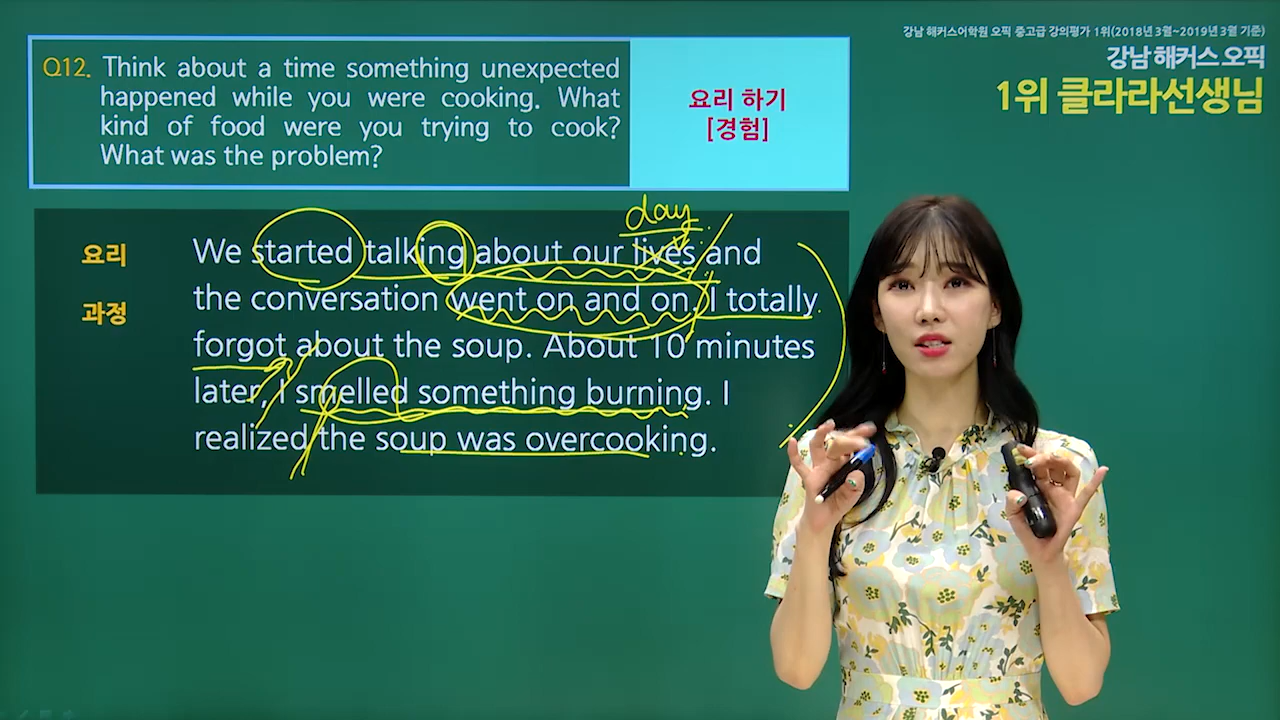 강남 해커스어학원 오픽 중고급 강의평가 1위(2018년 3월~2019년 3월 기준)
강남 해커스 오픽
1위 클라라선생님
Q12. Think about a time something unexpected
happened while you were cooking. What
kind of food were you trying to cook?
What was the problem?
요리 하기
[경험]
day
요리
과정
We started talking about our lives and
the conversation went on and on. I totally
forgot about the soup. About 10 minutes
later, I smelled something burning. I
realized the soup was overcooking.